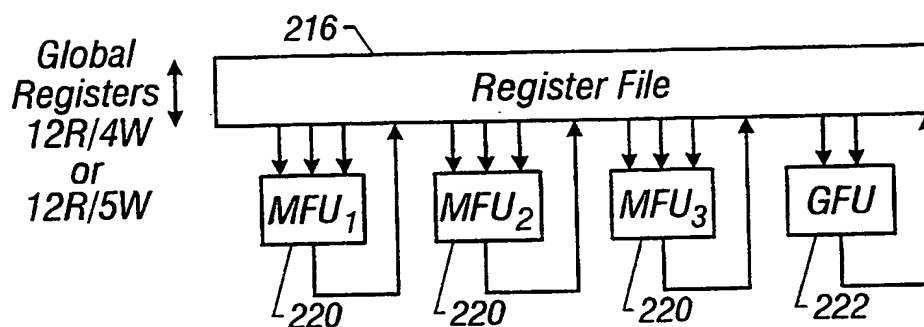 216
Global
Registers
12R/4W
or
12R/5W
Register File
MFU1
MFU2
MFU3
GFU
220
220
220
222